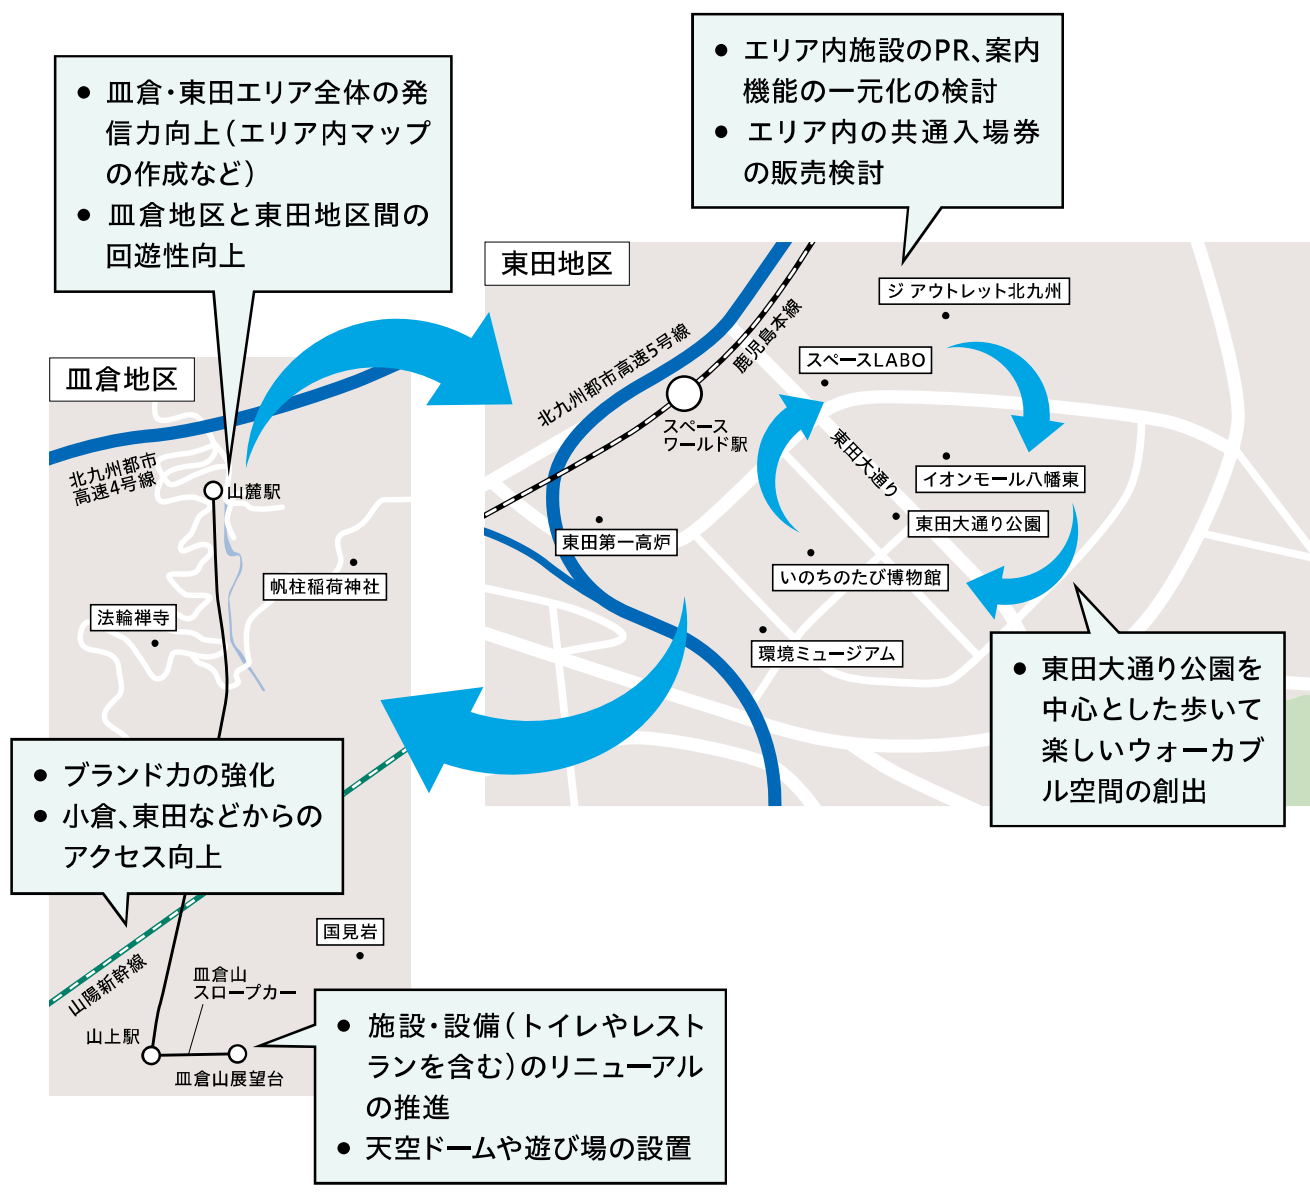 ● エリア内施設のPR、案内
機能の一元化の検討
● エリア内の共通入場券
の販売検討
● 皿倉・東田エリア全体の発
信力向上（エリア内マップ
の作成など）
● 皿倉地区と東田地区間の
回遊性向上
東田地区
ジ アウトレット北九州
鹿児島本線
北九州都市高速5号線
スペースLABO
皿倉地区
スペース
ワールド駅
東田大通り
北九州都市
高速4号線
イオンモール八幡東
山麓駅
東田大通り公園
東田第一高炉
いのちのたび博物館
帆柱稲荷神社
法輪禅寺
環境ミュージアム
● 東田大通り公園を
中心とした歩いて
楽しいウォーカブ
ル空間の創出
● ブランド力の強化
● 小倉、東田などからの
アクセス向上
国見岩
山陽新幹線
皿倉山
スロープカー
山上駅
皿倉山展望台
● 施設・設備（トイレやレスト
ランを含む）のリニューアル
の推進
● 天空ドームや遊び場の設置